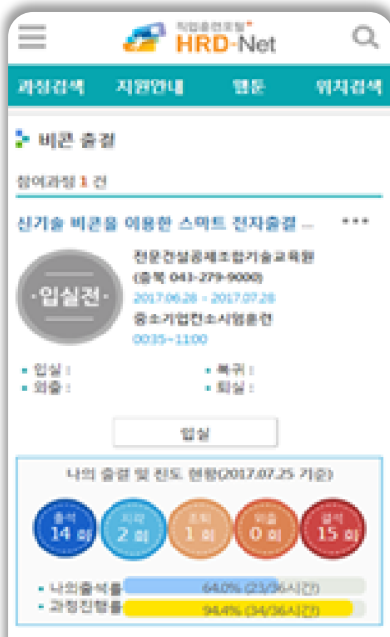 직업훈련포털
HRD-Net
과정검색 지원안내 웹툰 위치검색
비콘 출결
참여과정 1 건
신기술 비콘을 이용한 스마트 전자출결 ...
전문건설공제조합기술교육원
(충북 043-279-9000)
2017.06.28 ~ 2017.07.28
·입실전·
중소기업컨소시엄훈련
00:35~11:00
입실 : 복귀 :
외출 : 퇴실 :
입실
나의 출결 및 진도 현황(2017.07.25 기준)
출석 지각 조퇴 외출 결석
14 회 2 회 1 회 0 회 15 회
나의출석률 64.0% (23/36시간)
과정진행률 94.4% (34/36시간)